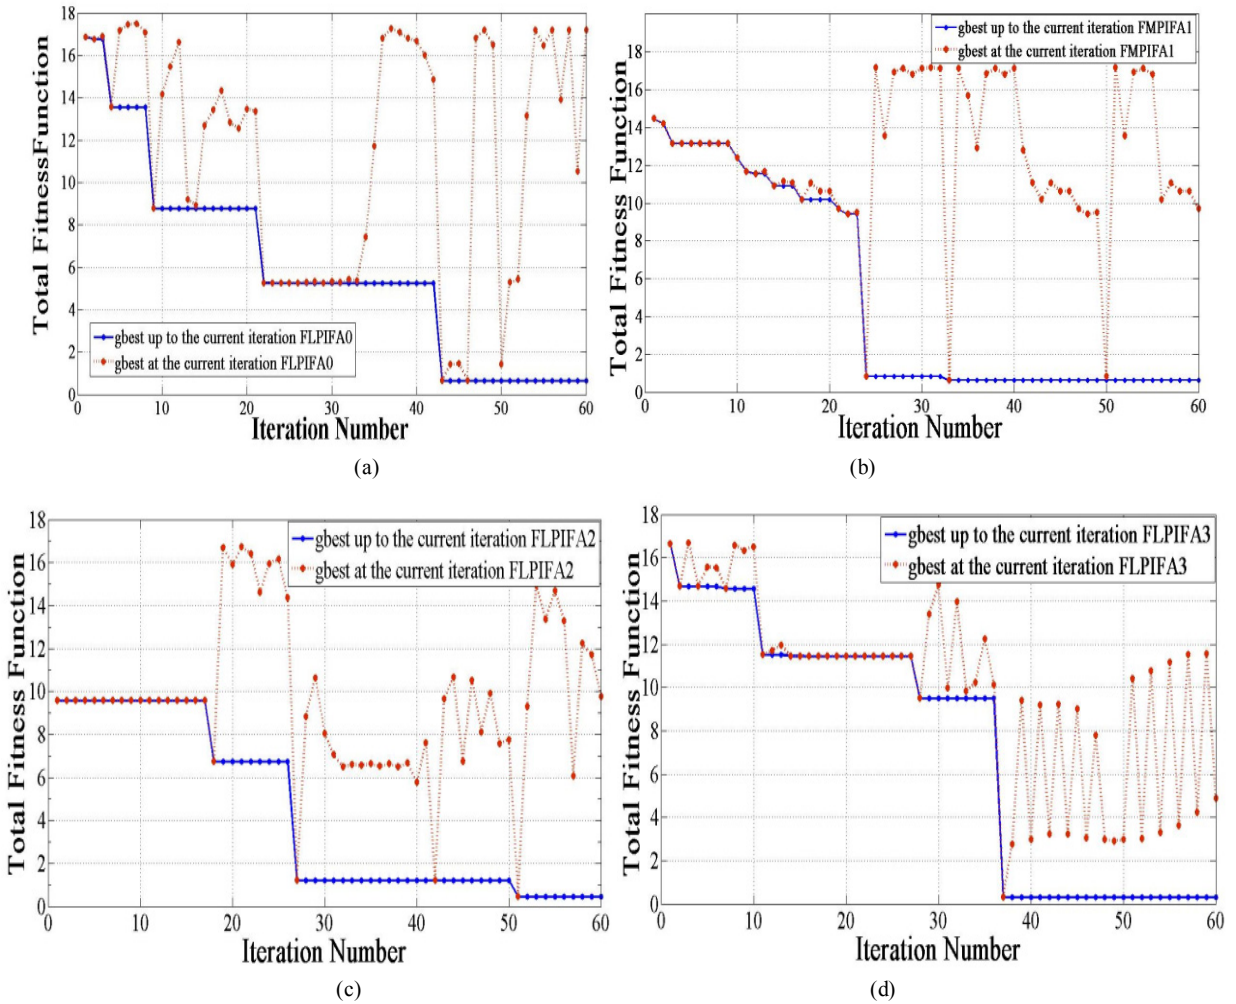 Total FitnessFunction
18
16
14
12
10
8
6
4
2
0
0 10 20 30 40 50 60
gbest up to the current iteration FLPIFA0
gbest at the current iteration FLPIFA0
Iteration Number
(a)
Total Fitness Function
18
16
14
12
10
8
6
4
2
0
0 10 20 30 40 50 60
gbest up to the current iteration FMPIFA1
gbest at the current iteration FMPIFA1
Iteration Number
(b)
Total Fitness Function
18
16
14
12
10
8
6
4
2
0
0 10 20 30 40 50 60
gbest up to the current iteration FLPIFA2
gbest at the current iteration FLPIFA2
Iteration Number
(c)
Total Fitness Function
18
16
14
12
10
8
6
4
2
0
0 10 20 30 40 50 60
gbest up to the current iteration FLPIFA3
gbest at the current iteration FLPIFA3
Iteration Number
(d)